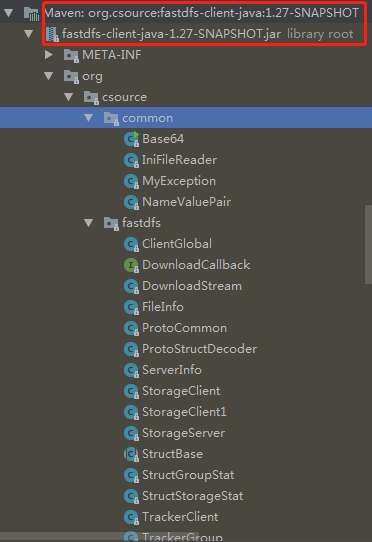 Maven: org.csource:fastdfs-client-java:1.27-SNAPSHOT
fastdfs-client-java-1.27-SNAPSHOT.jar library root
META-INF
org
csource
common
Base64
IniFileReader
MyException
NameValuePair
fastdfs
ClientGlobal
DownloadCallback
DownloadStream
FileInfo
ProtoCommon
ProtoStructDecoder
ServerInfo
StorageClient
StorageClient1
StorageServer
StructBase
StructGroupStat
StructStorageStat
TrackerClient
TrackerGroup